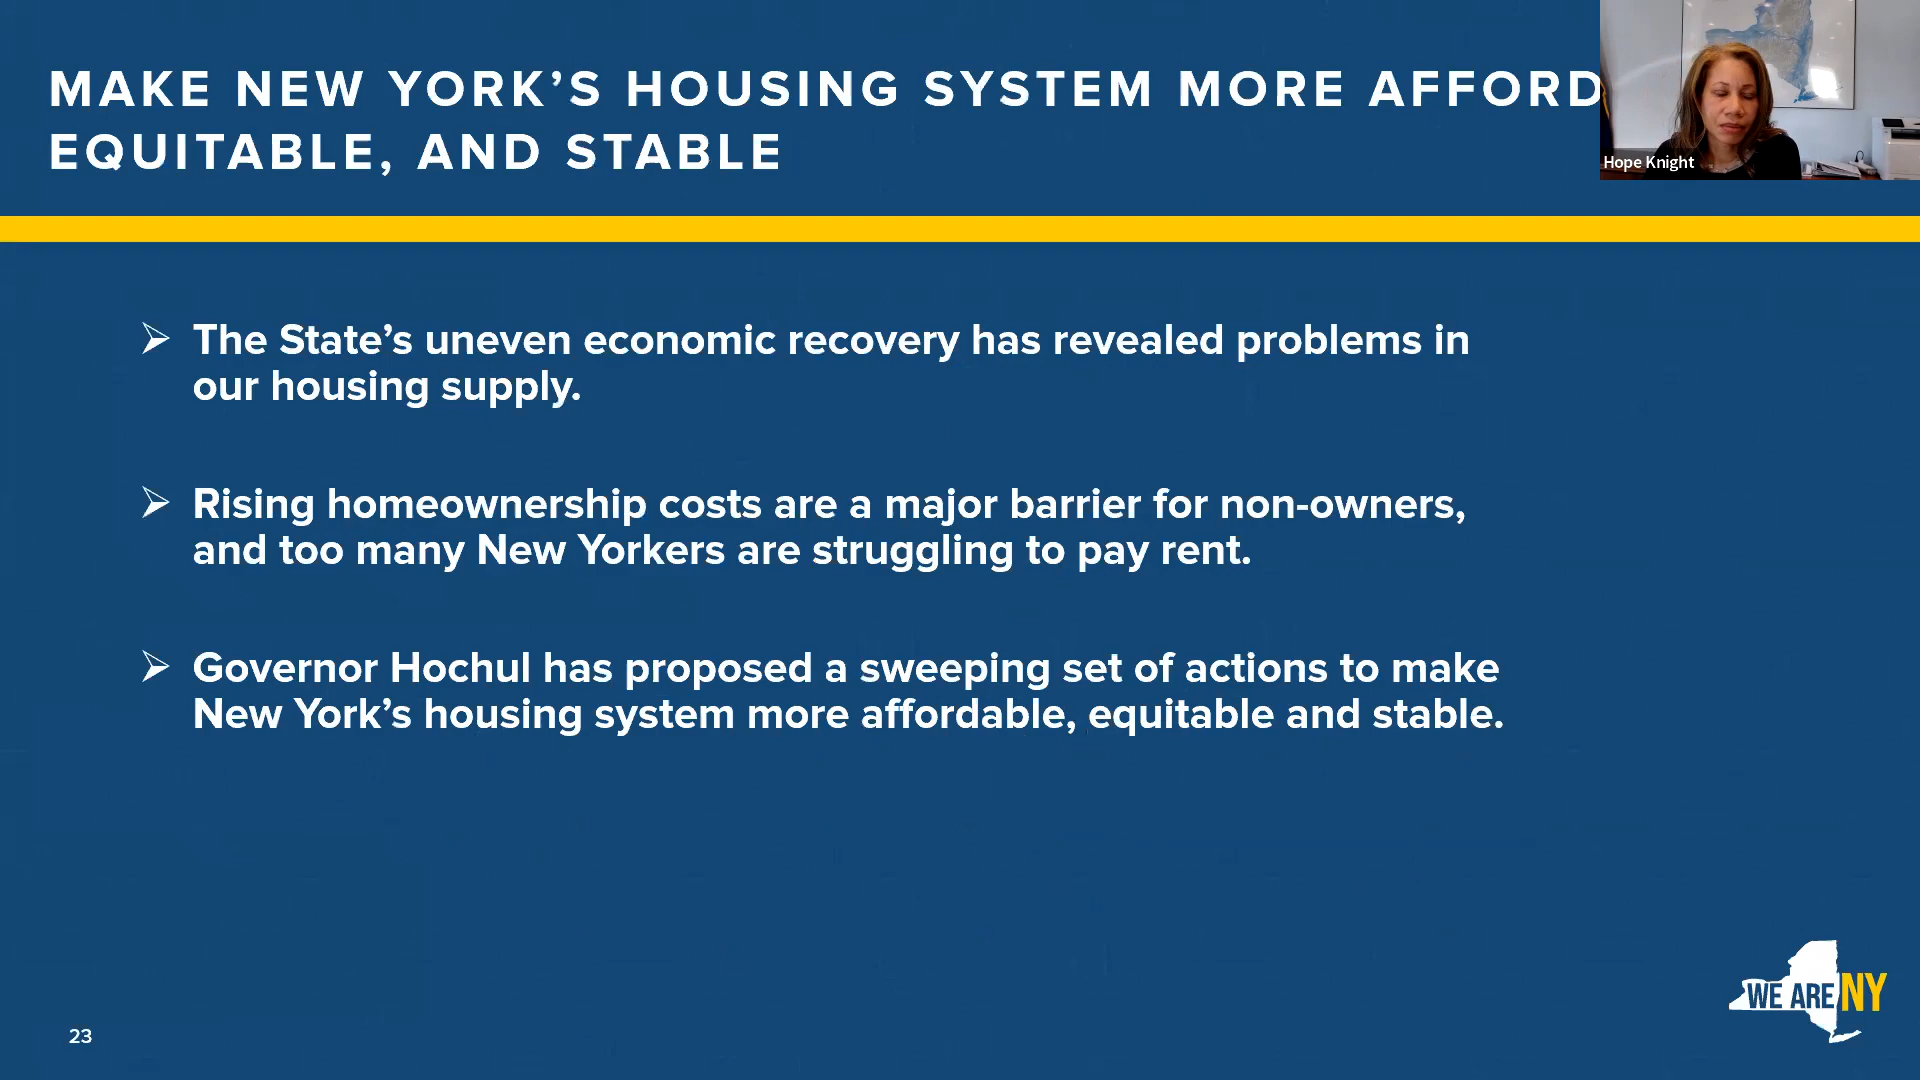 MAKE NEW YORK’S HOUSING SYSTEM MORE AFFORD
EQUITABLE, AND STABLE
Hope Knight
➢ The State’s uneven economic recovery has revealed problems in
our housing supply.
➢ Rising homeownership costs are a major barrier for non-owners,
and too many New Yorkers are struggling to pay rent.
➢ Governor Hochul has proposed a sweeping set of actions to make
New York’s housing system more affordable, equitable and stable.
WE ARE NY
23